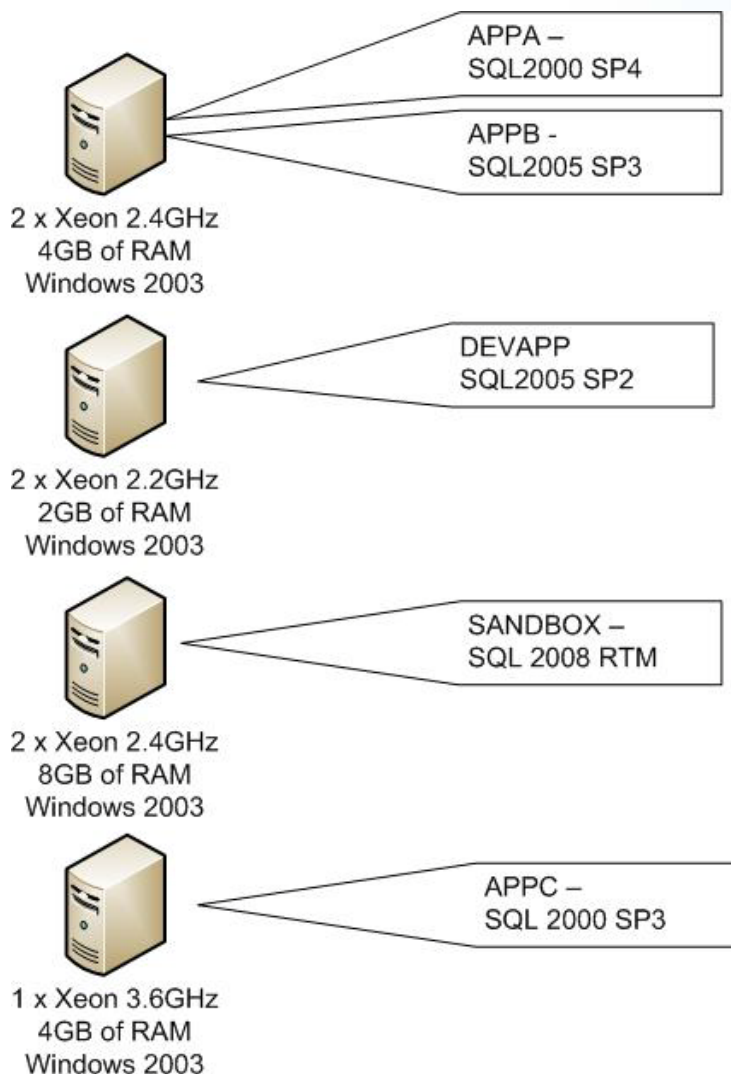 APPA –
SQL2000 SP4
APPB -
SQL2005 SP3
2 x Xeon 2.4GHz
4GB of RAM
Windows 2003
DEVAPP
SQL2005 SP2
2 x Xeon 2.2GHz
2GB of RAM
Windows 2003
SANDBOX –
SQL 2008 RTM
2 x Xeon 2.4GHz
8GB of RAM
Windows 2003
APPC –
SQL 2000 SP3
1 x Xeon 3.6GHz
4GB of RAM
Windows 2003